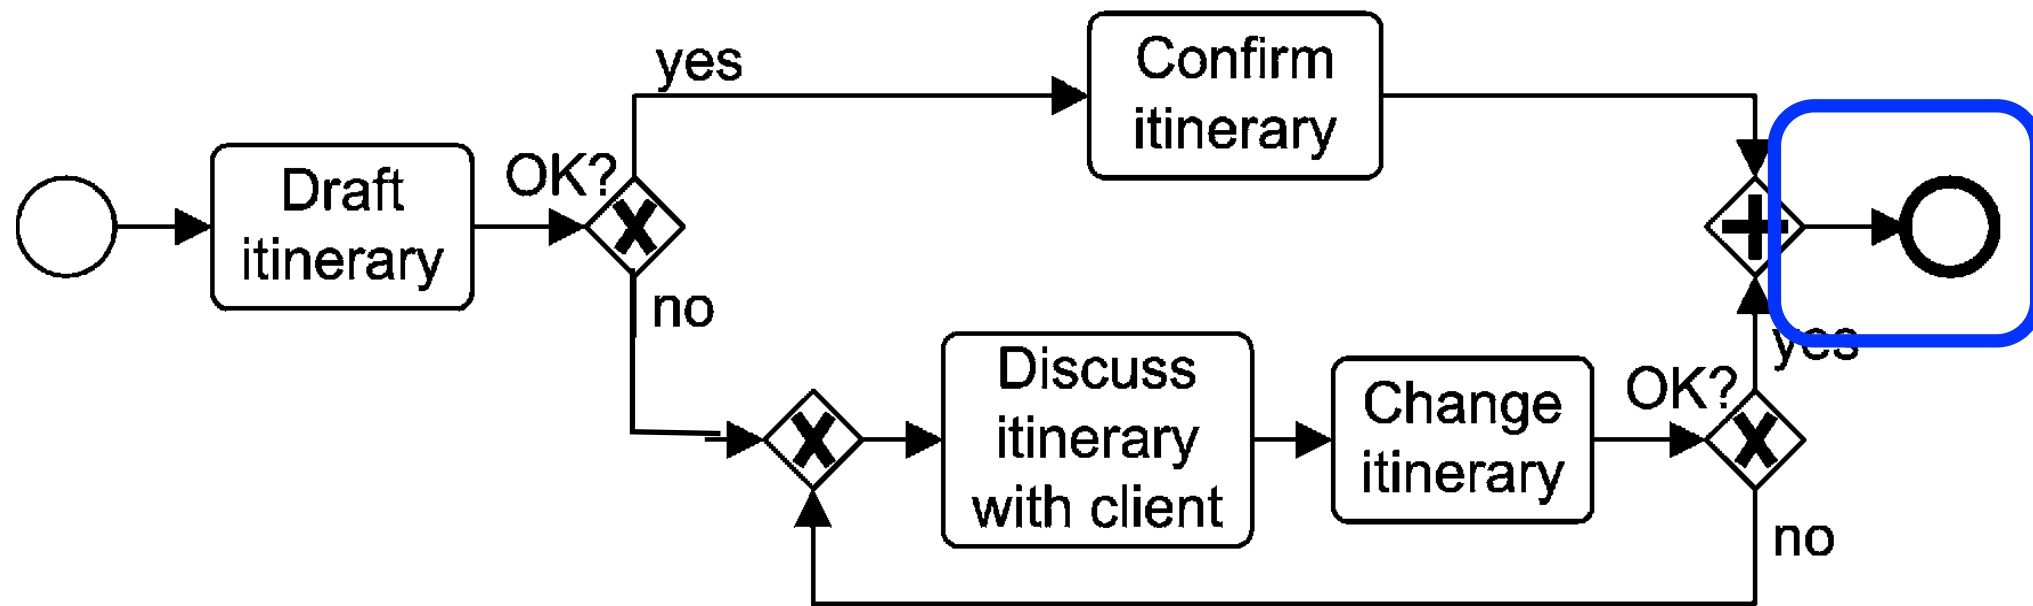 yes
Confirm
itinerary
Draft
itinerary
OK?
no
Discuss
itinerary
with client
Change
itinerary
OK?
yes
no